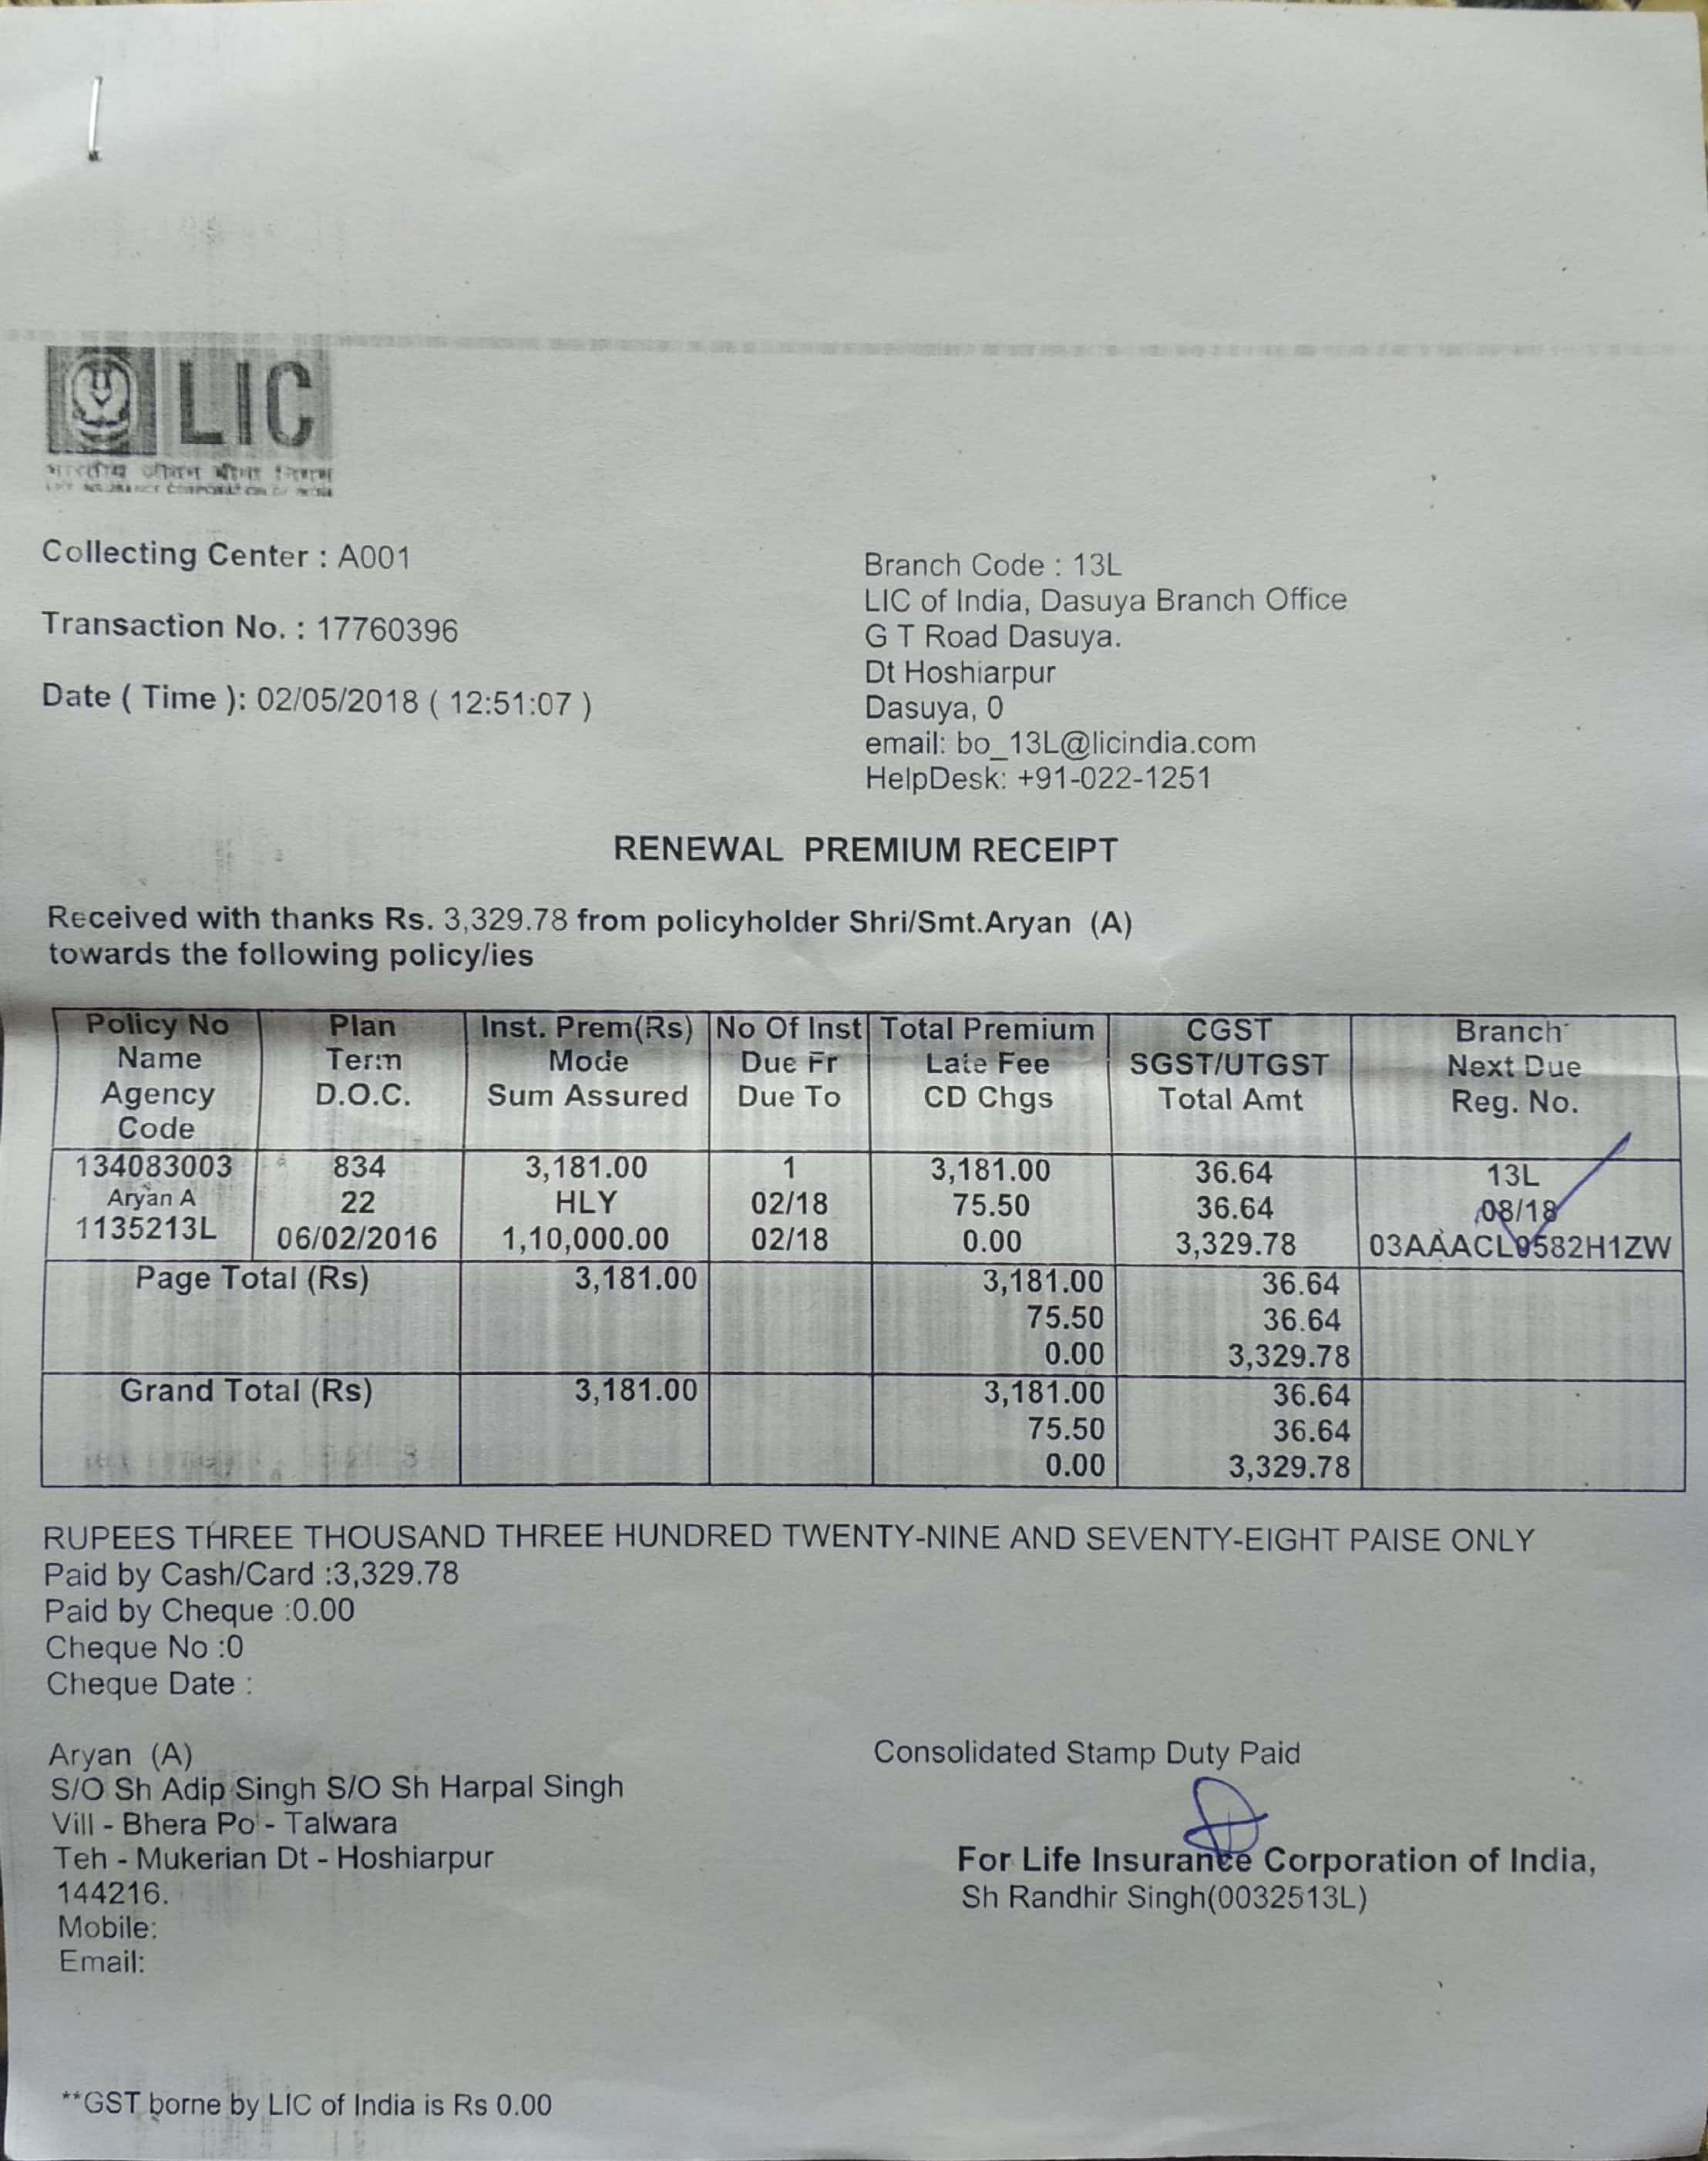 LIC
भारतीय जीवन बीमा निगम
LIFE INSURANCE CORPORATION OF INDIA
Collecting Center : A001
Transaction No. : 17760396
Date ( Time ): 02/05/2018 ( 12:51:07 )
Branch Code : 13L
LIC of India, Dasuya Branch Office
G T Road Dasuya.
Dt Hoshiarpur
Dasuya, 0
email: bo_13L@licindia.com
HelpDesk: +91-022-1251
RENEWAL PREMIUM RECEIPT
Received with thanks Rs. 3,329.78 from policyholder Shri/Smt.Aryan (A)
towards the following policy/ies
Policy No Plan Inst. Prem(Rs) No Of Inst Total Premium CGST Branch
Name Term Mode Due Fr Late Fee SGST/UTGST Next Due
Agency D.O.C. Sum Assured Due To CD Chgs Total Amt Reg. No.
Code
134083003 834 3,181.00 1 3,181.00 36.64 13L
Aryan A 22 HLY 02/18 75.50 36.64 08/18
1135213L 06/02/2016 1,10,000.00 02/18 0.00 3,329.78 03AAACL0582H1ZW
Page Total (Rs) 3,181.00 3,181.00 36.64
75.50 36.64
0.00 3,329.78
Grand Total (Rs) 3,181.00 3,181.00 36.64
75.50 36.64
0.00 3,329.78
RUPEES THREE THOUSAND THREE HUNDRED TWENTY-NINE AND SEVENTY-EIGHT PAISE ONLY
Paid by Cash/Card :3,329.78
Paid by Cheque :0.00
Cheque No :0
Cheque Date :
Aryan (A)
S/O Sh Adip Singh S/O Sh Harpal Singh
Vill - Bhera Po - Talwara
Teh - Mukerian Dt - Hoshiarpur
144216.
Mobile:
Email:
Consolidated Stamp Duty Paid
For Life Insurance Corporation of India,
Sh Randhir Singh(0032513L)
**GST borne by LIC of India is Rs 0.00